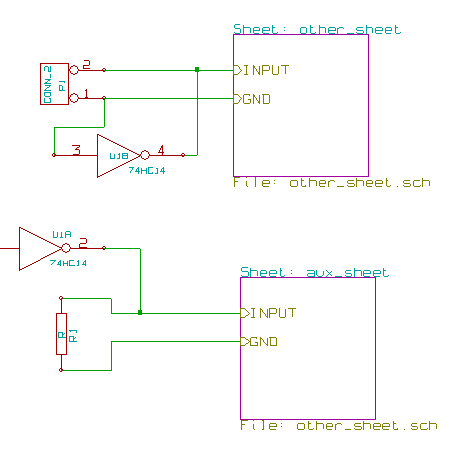 Sheet: other_sheet
CONN_2
P1
2
INPUT
1
GND
3
U1B
4
74HC14
File: other_sheet.sch
U1A
2
74HC14
Sheet: aux_sheet
INPUT
R
R1
GND
File: other_sheet.sch